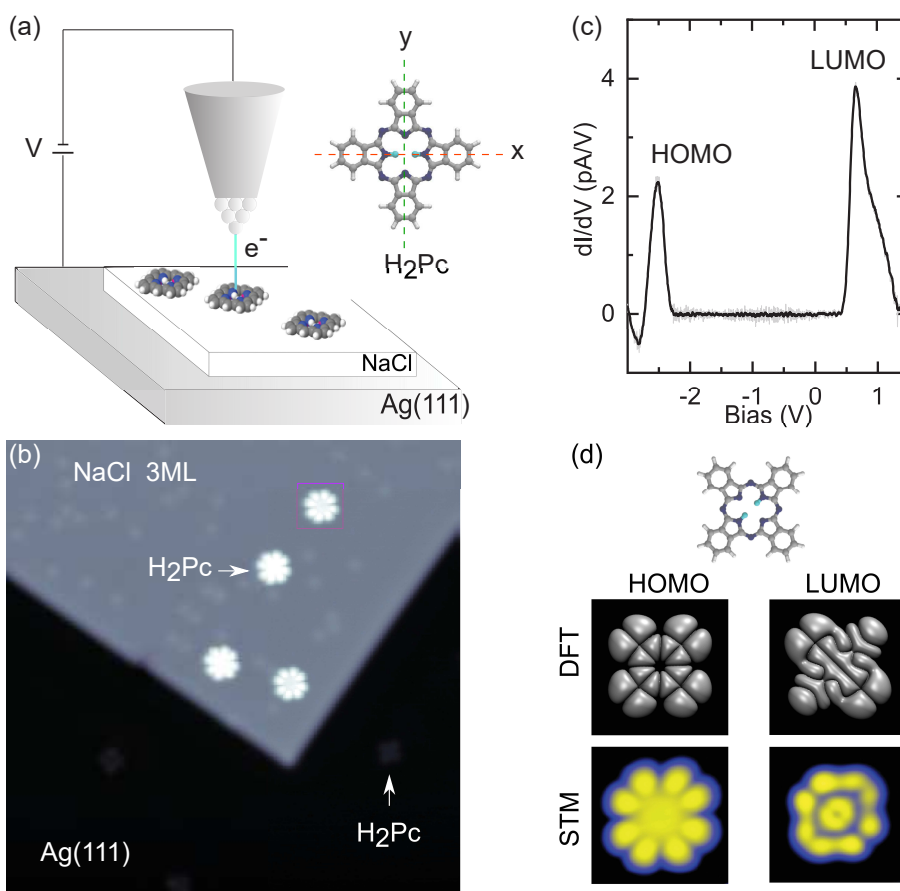 (a)
V
e-
NaCl
Ag(111)
y
x
H2Pc
(c)
dI/dV (pA/V)
4
2
0
-2
-1
0
1
Bias (V)
HOMO
LUMO
(b)
NaCl 3ML
H2Pc
H2Pc
Ag(111)
(d)
HOMO
LUMO
DFT
STM